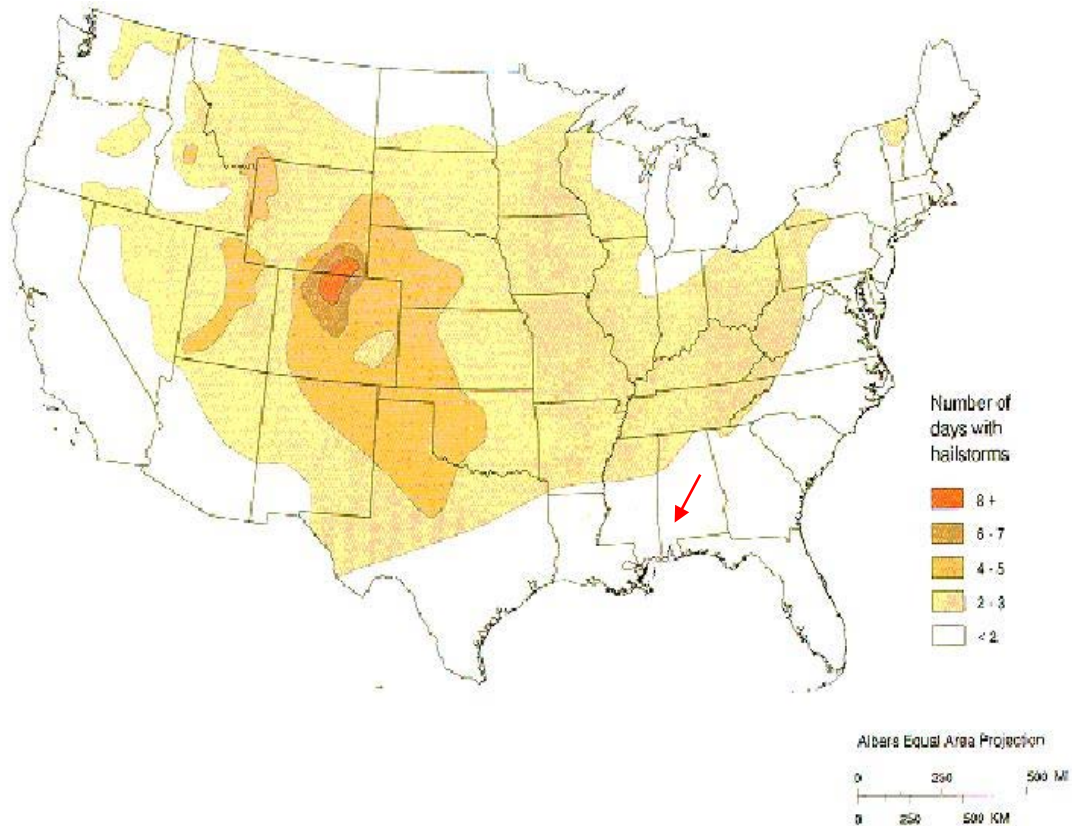 Number of
days with
hailstorms
8 +
6 - 7
4 - 5
2 - 3
< 2
Albers Equal Area Projection
0 250 500 MI
0 250 500 KM